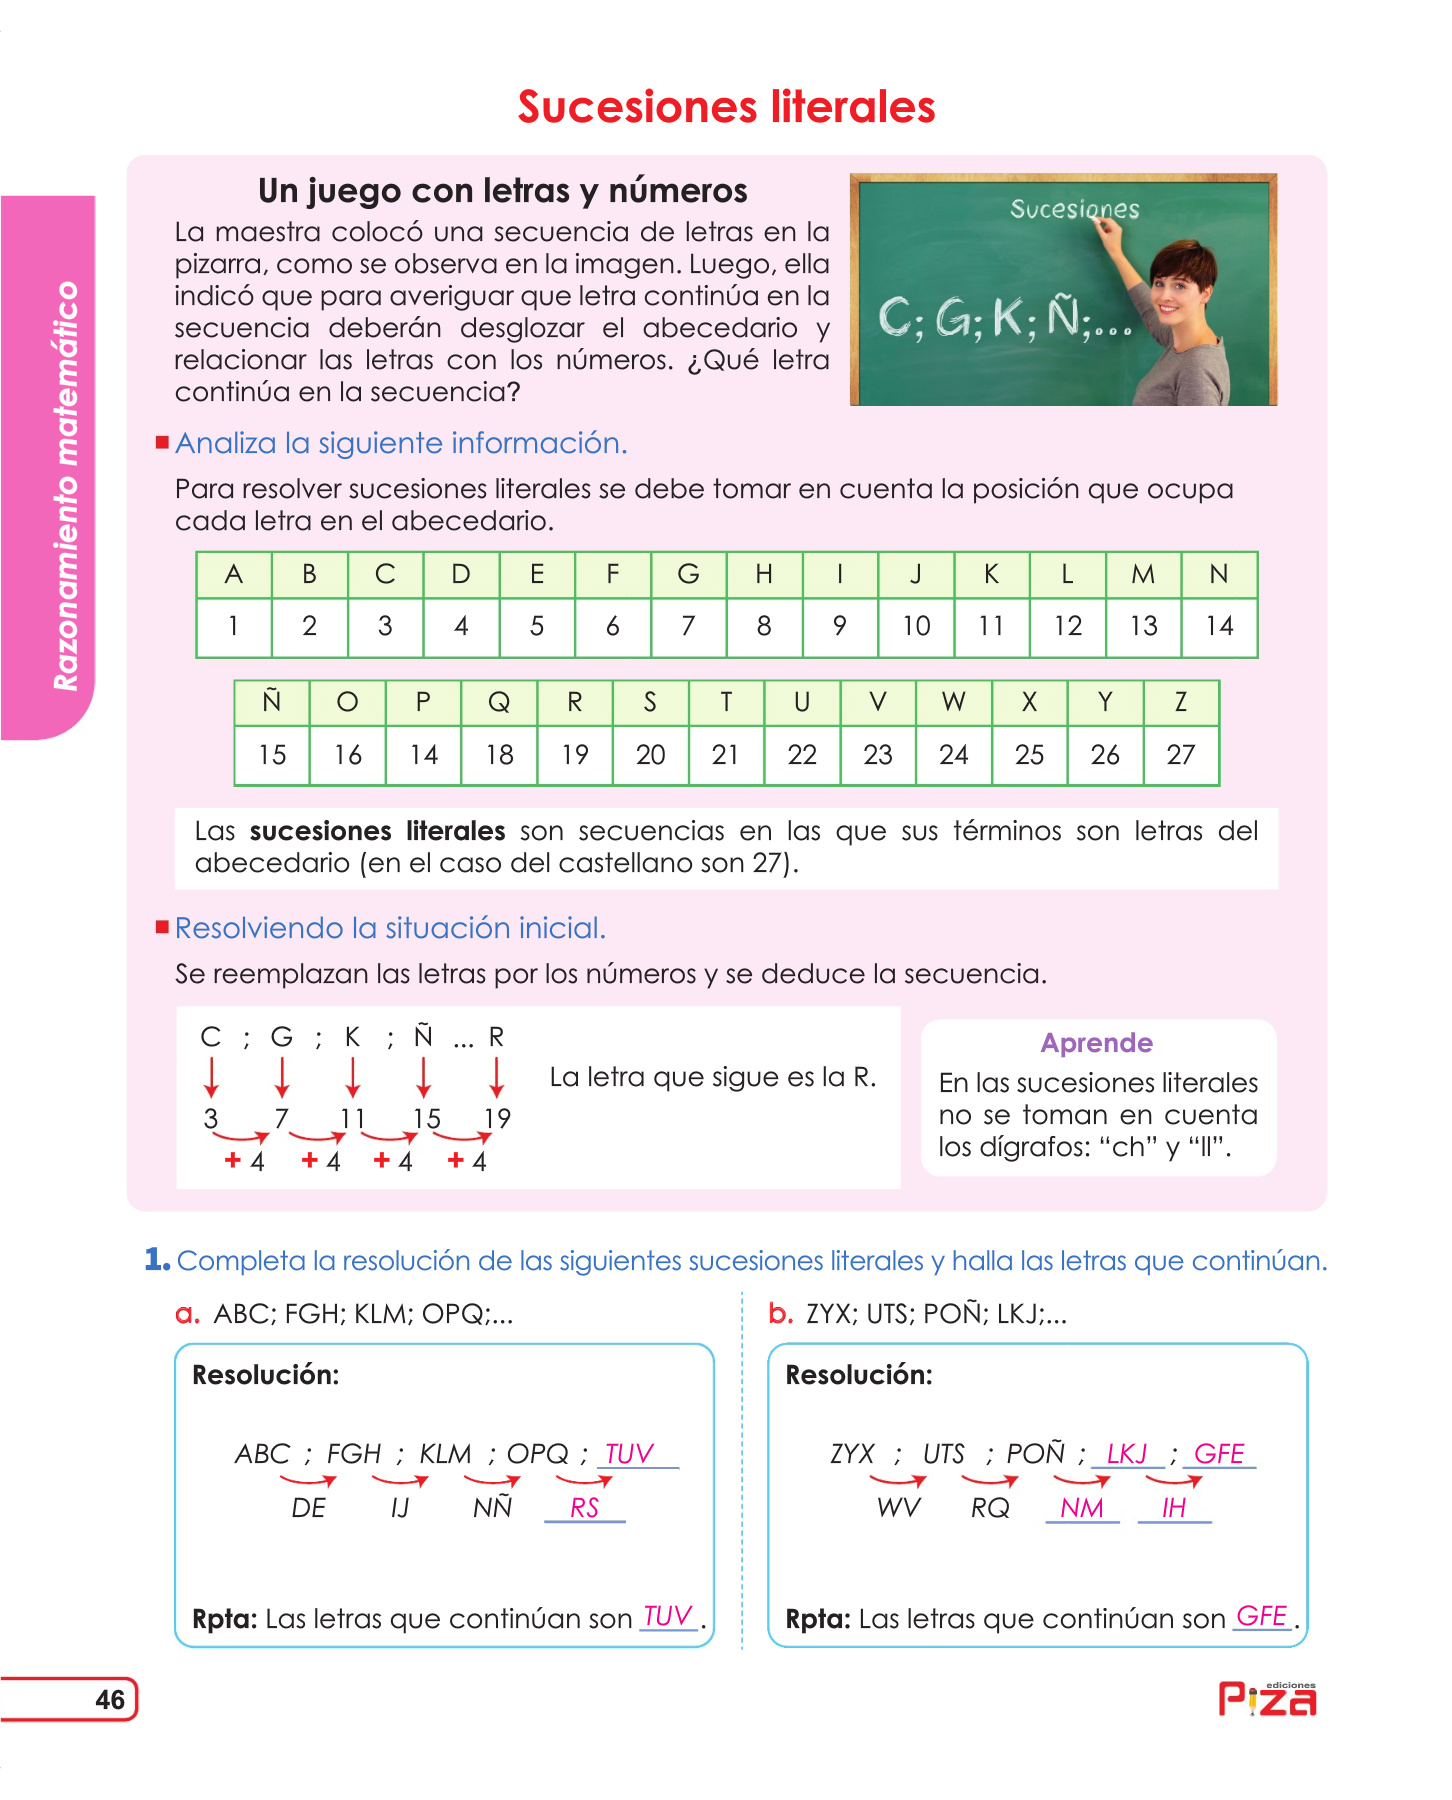 Sucesiones literales
Razonamiento matemático
Un juego con letras y números
La maestra colocó una secuencia de letras en la
pizarra, como se observa en la imagen. Luego, ella
indicó que para averiguar que letra continúa en la
secuencia deberán desglozar el abecedario y
relacionar las letras con los números. ¿Qué letra
continúa en la secuencia?
Sucesiones
C; G; K; Ñ;...
Analiza la siguiente información.
Para resolver sucesiones literales se debe tomar en cuenta la posición que ocupa
cada letra en el abecedario.
A B C D E F G H I J K L M N
1 2 3 4 5 6 7 8 9 10 11 12 13 14
Ñ O P Q R S T U V W X Y Z
15 16 14 18 19 20 21 22 23 24 25 26 27
Las sucesiones literales son secuencias en las que sus términos son letras del
abecedario (en el caso del castellano son 27).
Resolviendo la situación inicial.
Se reemplazan las letras por los números y se deduce la secuencia.
C ; G ; K ; Ñ ... R
3 7 11 15 19
+ 4 + 4 + 4 + 4
La letra que sigue es la R.
Aprende
En las sucesiones literales
no se toman en cuenta
los dígrafos: “ch” y “ll”.
1. Completa la resolución de las siguientes sucesiones literales y halla las letras que continúan.
a. ABC; FGH; KLM; OPQ;...
Resolución:
ABC ; FGH ; KLM ; OPQ ; TUV
DE IJ NÑ RS
Rpta: Las letras que continúan son TUV.
b. ZYX; UTS; POÑ; LKJ;...
Resolución:
ZYX ; UTS ; POÑ ; LKJ ; GFE
WV RQ NM IH
Rpta: Las letras que continúan son GFE.
46
ediciones
Piza